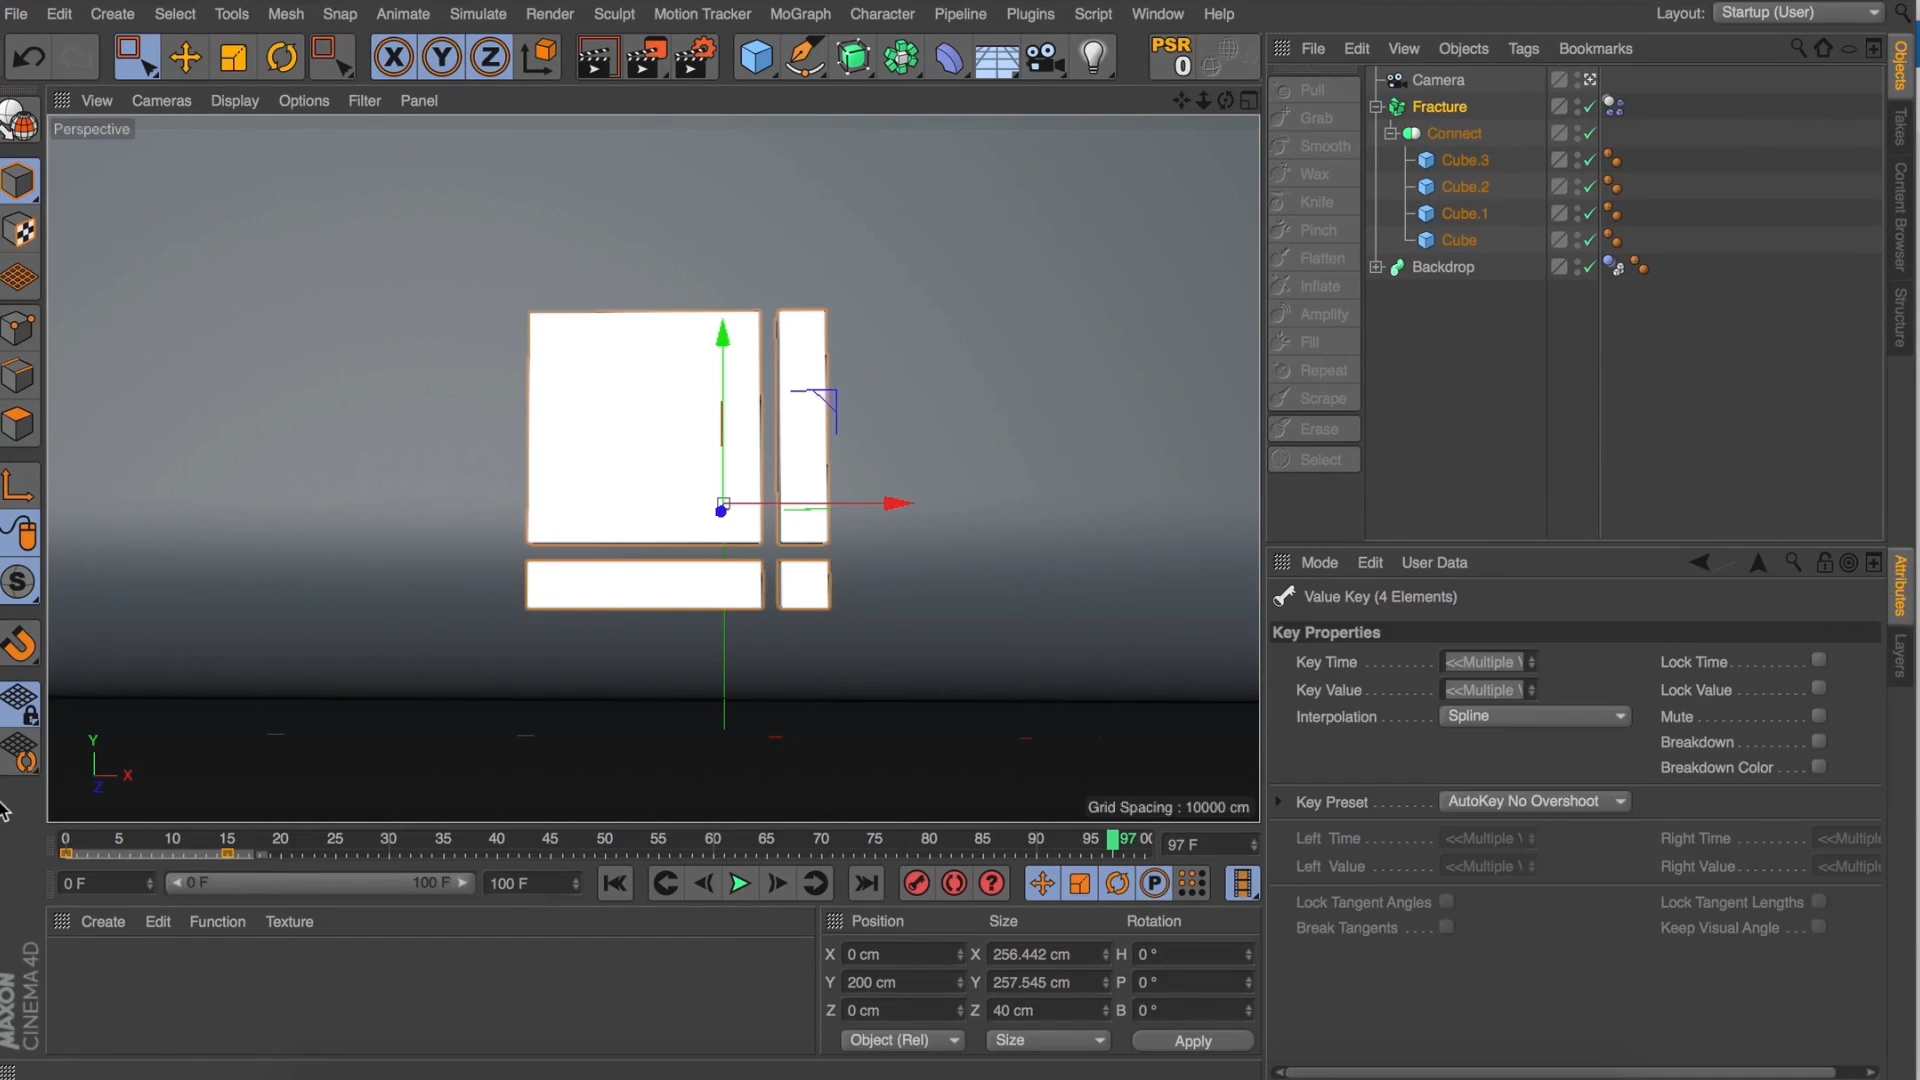 File Edit Create Select Tools Mesh Snap Animate Simulate Render Sculpt Motion Tracker MoGraph Character Pipeline Plugins Script Window Help
Layout: Startup (User)
X Y Z
PSR
0
View Cameras Display Options Filter Panel
Perspective
File Edit View Objects Tags Bookmarks
Pull
Grab
Smooth
Wax
Knife
Pinch
Flatten
Inflate
Amplify
Fill
Repeat
Scrape
Erase
Select
Camera
Fracture
Connect
Cube.3
Cube.2
Cube.1
Cube
Backdrop
Objects
Takes
Content Browser
Structure
Attributes
Layers
Mode Edit User Data
Value Key (4 Elements)
Key Properties
Key Time <<Multiple V
Lock Time
Key Value <<Multiple V
Lock Value
Interpolation Spline
Mute
Breakdown
Breakdown Color
Key Preset AutoKey No Overshoot
Left Time <<Multiple V
Right Time <<Multiple
Left Value <<Multiple V
Right Value <<Multiple
Lock Tangent Angles
Lock Tangent Lengths
Break Tangents
Keep Visual Angle
S
Y
X
Z
Grid Spacing : 10000 cm
0 5 10 15 20 25 30 35 40 45 50 55 60 65 70 75 80 85 90 95 97 00
97 F
0 F
0 F
100 F
100 F
P
Create Edit Function Texture
Position Size Rotation
X 0 cm X 256.442 cm H 0 °
Y 200 cm Y 257.545 cm P 0 °
Z 0 cm Z 40 cm B 0 °
Object (Rel) Size Apply
MAXON
CINEMA 4D